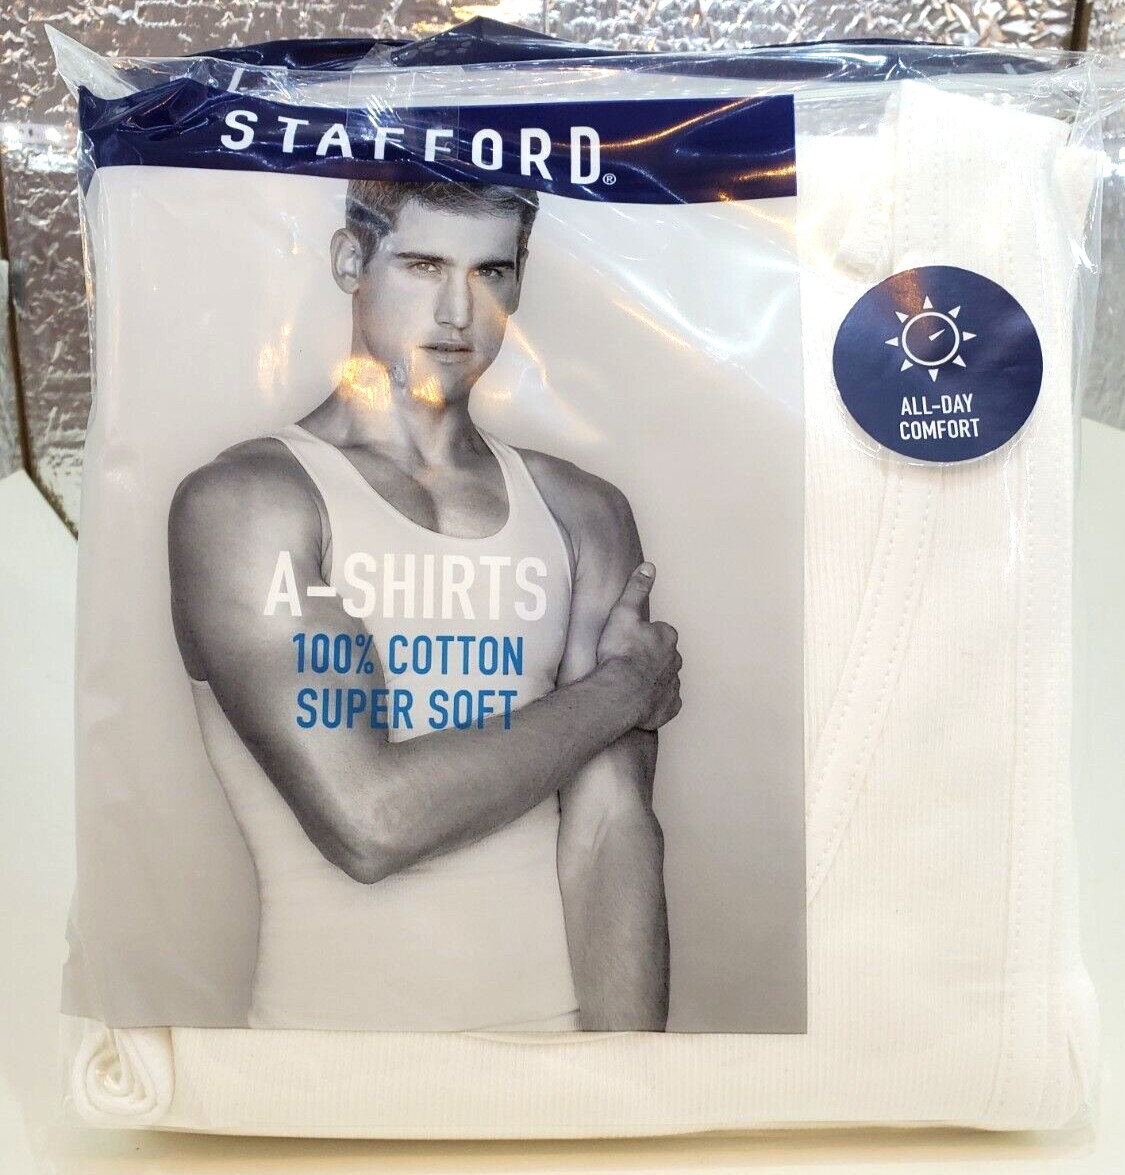 STAFFORD®
ALL-DAY
COMFORT
A-SHIRTS
100% COTTON
SUPER SOFT